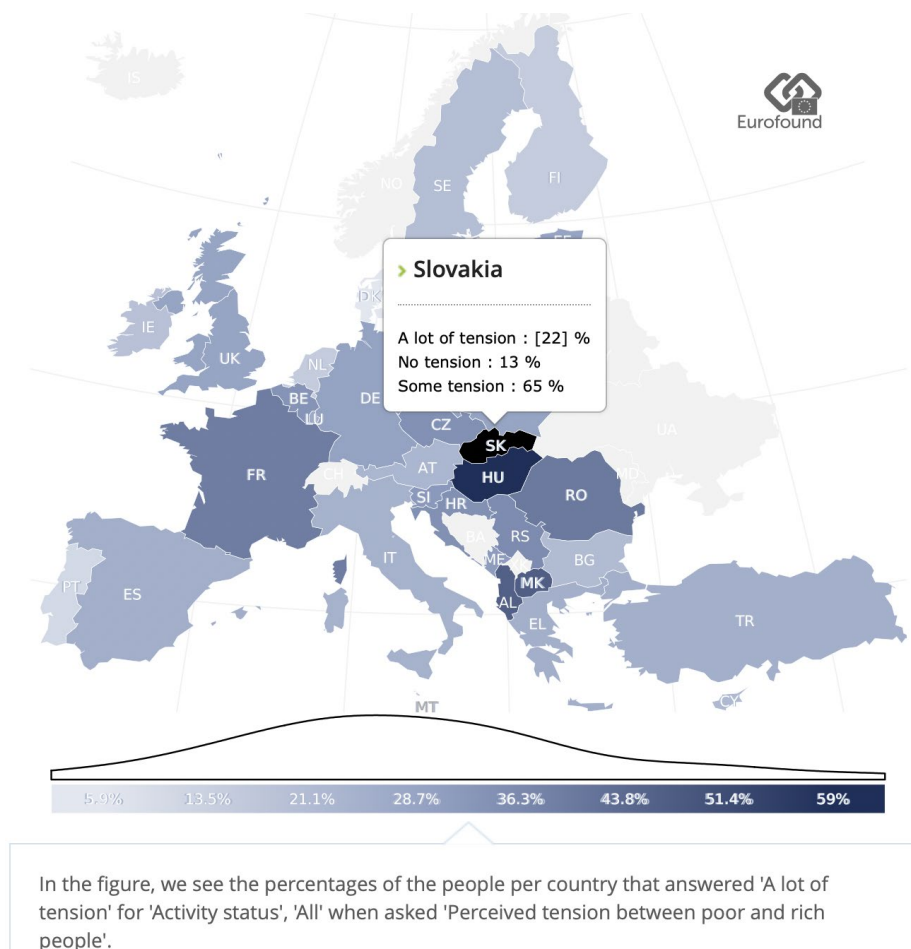 IS
Eurofound
NO
SE
FI
EE
› Slovakia
DK
A lot of tension : [22] %
No tension : 13 %
Some tension : 65 %
IE
UK
NL
BE
DE
LU
CZ
UA
SK
FR
CH
AT
HU
MD
RO
SI
HR
BA
RS
IT
ME
BG
MK
PT
ES
AL
EL
TR
CY
MT
5.9%
13.5%
21.1%
28.7%
36.3%
43.8%
51.4%
59%
In the figure, we see the percentages of the people per country that answered 'A lot of
tension' for 'Activity status', 'All' when asked 'Perceived tension between poor and rich
people'.